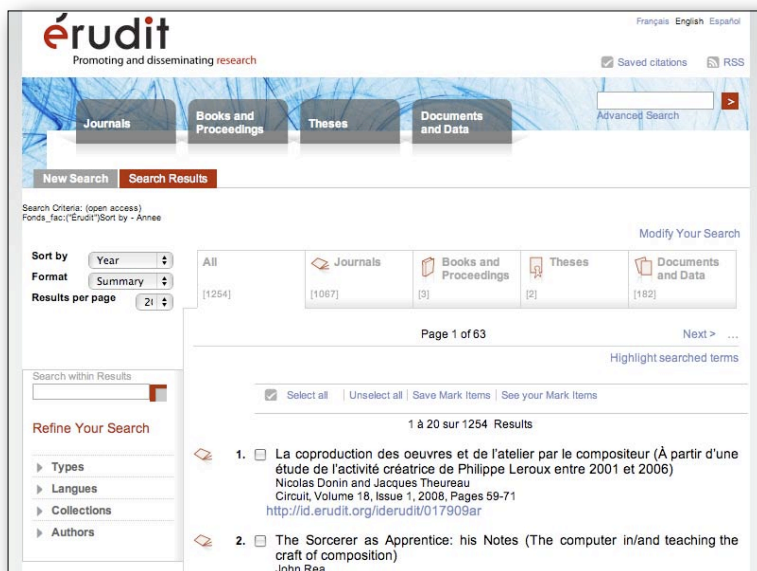 érudit
Promoting and disseminating research
Français English Español
Saved citations RSS
Journals
Books and
Proceedings
Theses
Documents
and Data
>
Advanced Search
New Search Search Results
Search Criteria: (open access)
Fonds_fac:("Érudit")Sort by - Annee
Modify Your Search
Sort by Year
Format Summary
Results per page
All
[1254]
Journals
[1067]
Books and
Proceedings
[3]
Theses
[2]
Documents
and Data
[182]
Page 1 of 63
Next > ...
Highlight searched terms
Search within Results
Select all | Unselect all | Save Mark Items | See your Mark Items
1 à 20 sur 1254 Results
Refine Your Search
Types
Langues
Collections
Authors
1. La coproduction des oeuvres et de l'atelier par le compositeur (À partir d'une
étude de l'activité créatrice de Philippe Leroux entre 2001 et 2006)
Nicolas Donin and Jacques Theureau
Circuit, Volume 18, Issue 1, 2008, Pages 59-71
http://id.erudit.org/iderudit/017909ar
2. The Sorcerer as Apprentice: his Notes (The computer in/and teaching the
craft of composition)
John Rea